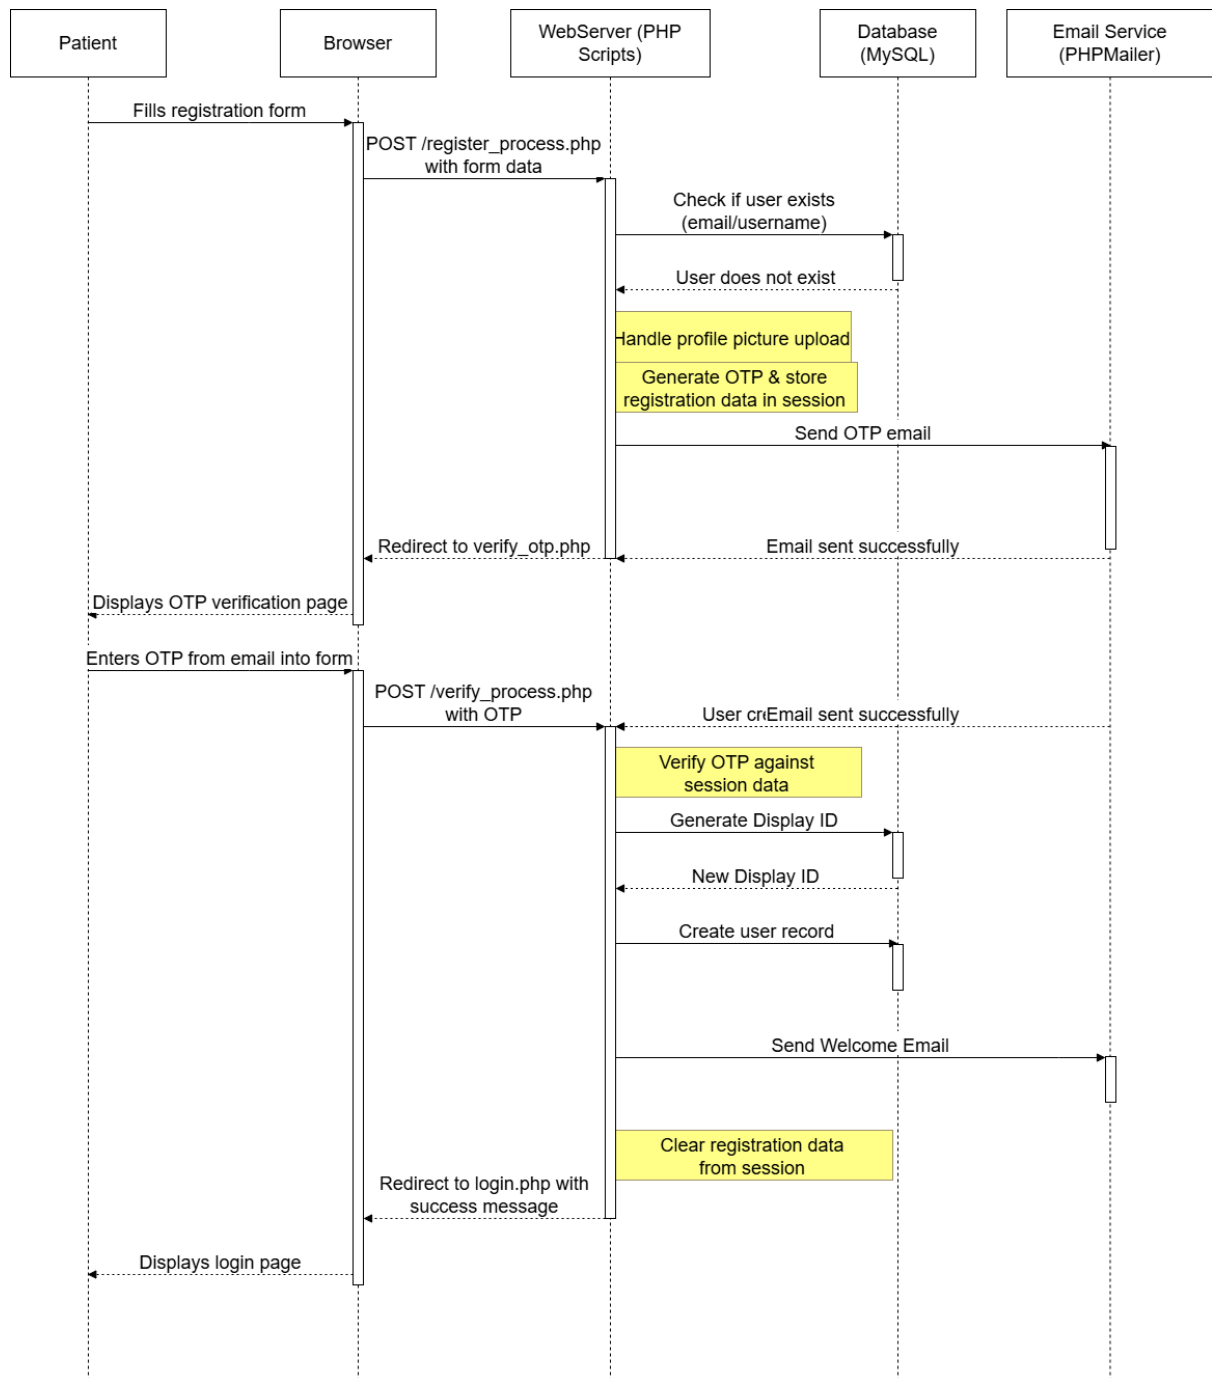 Patient
Browser
WebServer (PHP
Scripts)
Database
(MySQL)
Email Service
(PHPMailer)
Fills registration form
POST /register_process.php
with form data
Check if user exists
(email/username)
User does not exist
Handle profile picture upload
Generate OTP & store
registration data in session
Send OTP email
Redirect to verify_otp.php
Email sent successfully
Displays OTP verification page
Enters OTP from email into form
POST /verify_process.php
with OTP
User
Email sent successfully
Verify OTP against
session data
Generate Display ID
New Display ID
Create user record
Send Welcome Email
Clear registration data
from session
Redirect to login.php with
success message
Displays login page